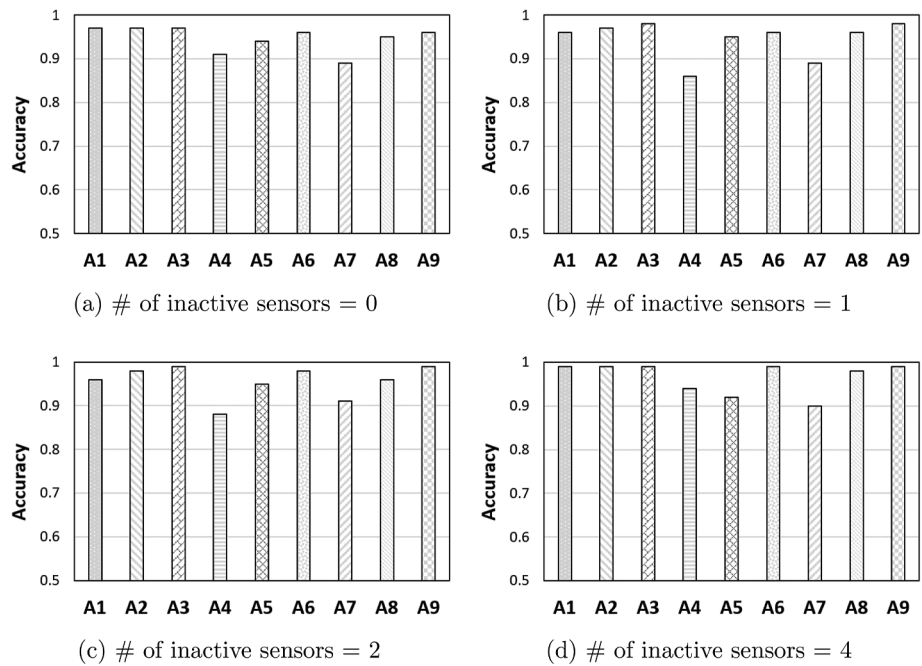 1
0.9
0.8
0.7
0.6
0.5
Accuracy
A1 A2 A3 A4 A5 A6 A7 A8 A9
(a) # of inactive sensors = 0
1
0.9
0.8
0.7
0.6
0.5
Accuracy
A1 A2 A3 A4 A5 A6 A7 A8 A9
(b) # of inactive sensors = 1
1
0.9
0.8
0.7
0.6
0.5
Accuracy
A1 A2 A3 A4 A5 A6 A7 A8 A9
(c) # of inactive sensors = 2
1
0.9
0.8
0.7
0.6
0.5
Accuracy
A1 A2 A3 A4 A5 A6 A7 A8 A9
(d) # of inactive sensors = 4